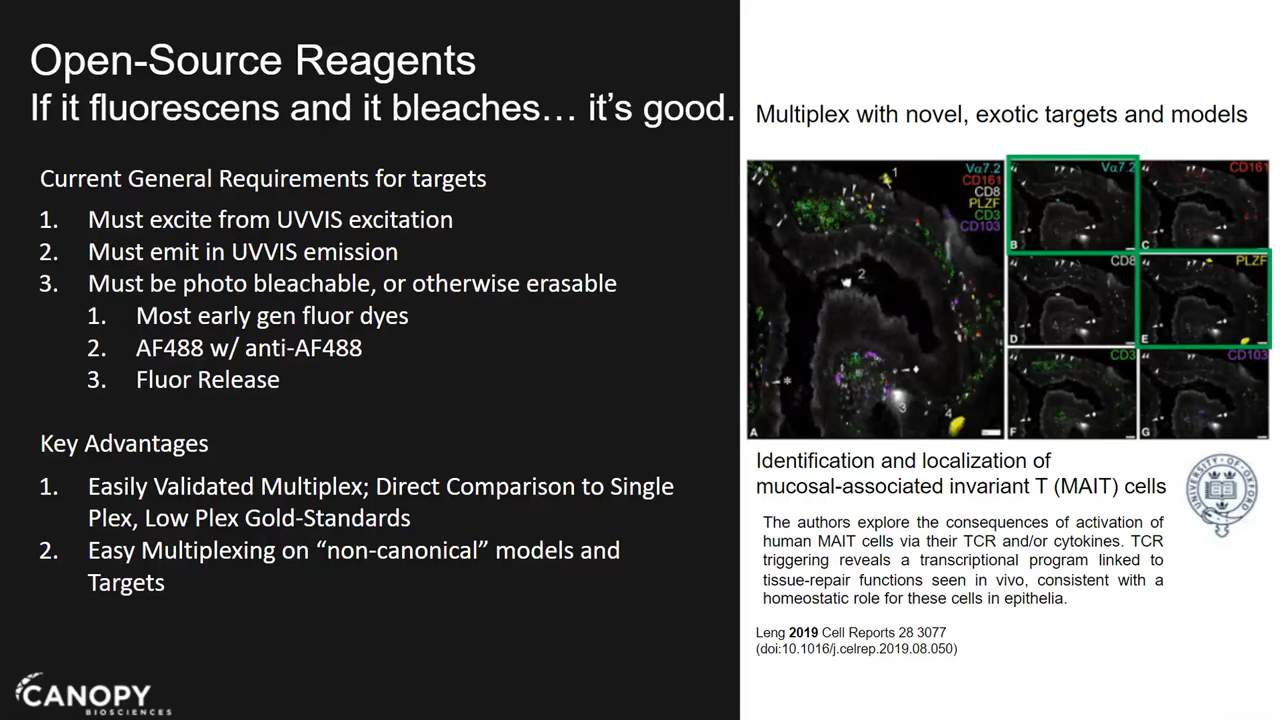 Open-Source Reagents
If it fluorescens and it bleaches… it's good.
Current General Requirements for targets
1. Must excite from UVVIS excitation
2. Must emit in UVVIS emission
3. Must be photo bleachable, or otherwise erasable
1. Most early gen fluor dyes
2. AF488 w/ anti-AF488
3. Fluor Release
Key Advantages
1. Easily Validated Multiplex; Direct Comparison to Single
Plex, Low Plex Gold-Standards
2. Easy Multiplexing on “non-canonical” models and
Targets
CANOPY
BIOSCIENCES
Multiplex with novel, exotic targets and models
Vα7.2
CD161
CD8
PLZF
CD3
CD103
1
2
3
4
A
Vα7.2
B
CD161
C
CD8
D
PLZF
E
CD3
F
CD103
G
Identification and localization of
mucosal-associated invariant T (MAIT) cells
UNIVERSITY OF OXFORD
The authors explore the consequences of activation of
human MAIT cells via their TCR and/or cytokines. TCR
triggering reveals a transcriptional program linked to
tissue-repair functions seen in vivo, consistent with a
homeostatic role for these cells in epithelia.
Leng 2019 Cell Reports 28 3077
(doi:10.1016/j.celrep.2019.08.050)